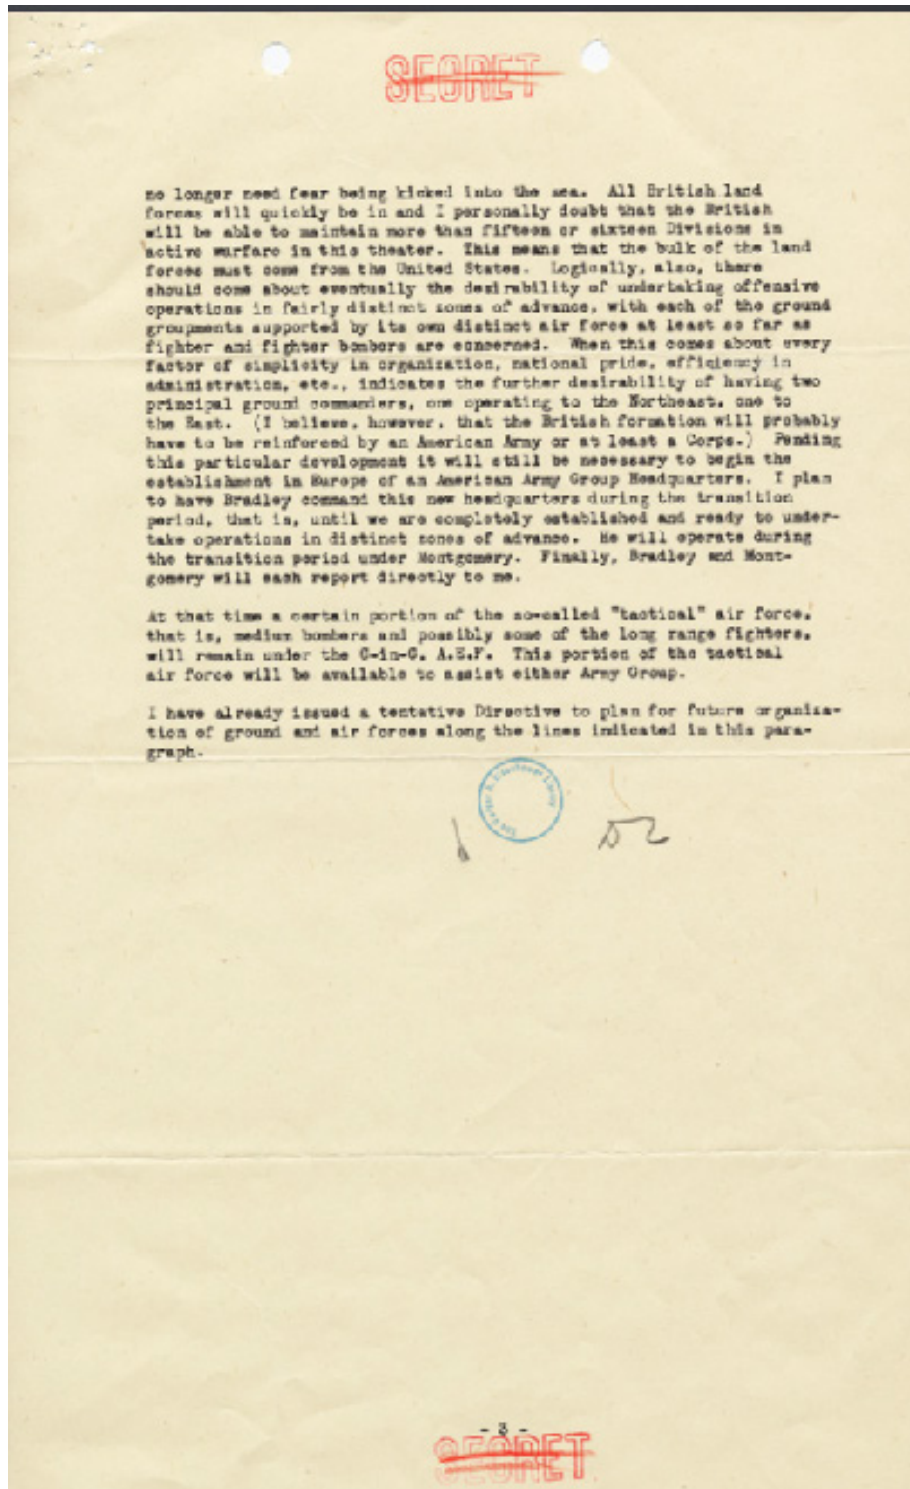 SECRET
no longer need fear being kicked into the sea. All British land
forces will quickly be in and I personally doubt that the British
will be able to maintain more than fifteen or sixteen Divisions in
active warfare in this theater. This means that the bulk of the land
forces must come from the United States. Logically, also, there
should come about eventually the desirability of undertaking offensive
operations in fairly distinct zones of advance, with each of the ground
groupments supported by its own distinct air force at least so far as
fighter and fighter bombers are concerned. When this comes about every
factor of simplicity in organization, national pride, efficiency in
administration, etc., indicates the further desirability of having two
principal ground commanders, one operating to the Northeast, one to
the East. (I believe, however, that the British formation will probably
have to be reinforced by an American Army or at least a Corps.) Pending
this particular development it will still be necessary to begin the
establishment in Europe of an American Army Group Headquarters. I plan
to have Bradley command this new headquarters during the transition
period, that is, until we are completely established and ready to under-
take operations in distinct zones of advance. He will operate during
the transition period under Montgomery. Finally, Bradley and Mont-
gomery will each report directly to me.
At that time a certain portion of the so-called "tactical" air force,
that is, medium bombers and possibly some of the long range fighters,
will remain under the C-in-C, A.E.F. This portion of the tactical
air force will be available to assist either Army Group.
I have already issued a tentative Directive to plan for future organiza-
tion of ground and air forces along the lines indicated in this para-
graph.
The Dwight D. Eisenhower Library
- 3 -
SECRET